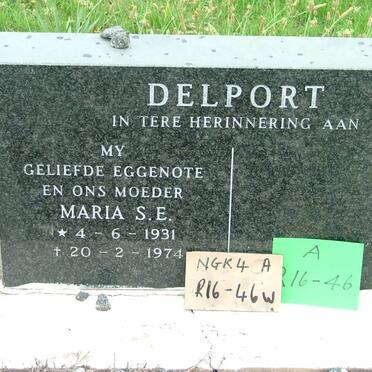 DELPORT
IN TERE HERINNERING AAN
MY
GELIEFDE EGGENOTE
EN ONS MOEDER
MARIA S.E.
★ 4-6-1931
† 20-2-1974
NGK4 A
R16-46W
A
R16-46